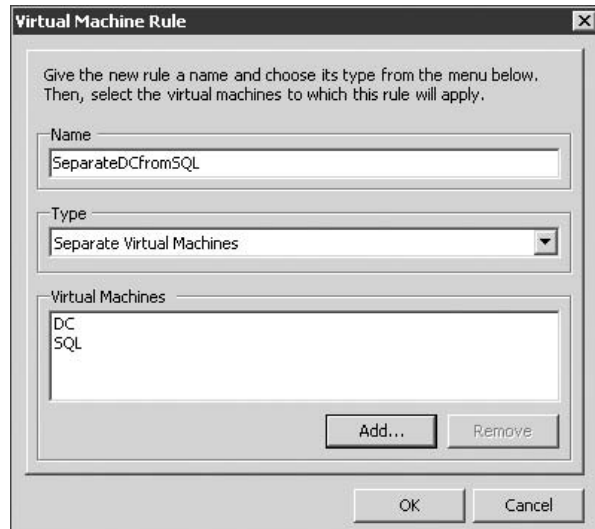 Virtual Machine Rule
Give the new rule a name and choose its type from the menu below.
Then, select the virtual machines to which this rule will apply.
Name
SeparateDCfromSQL
Type
Separate Virtual Machines
Virtual Machines
DC
SQL
Add...
Remove
OK
Cancel